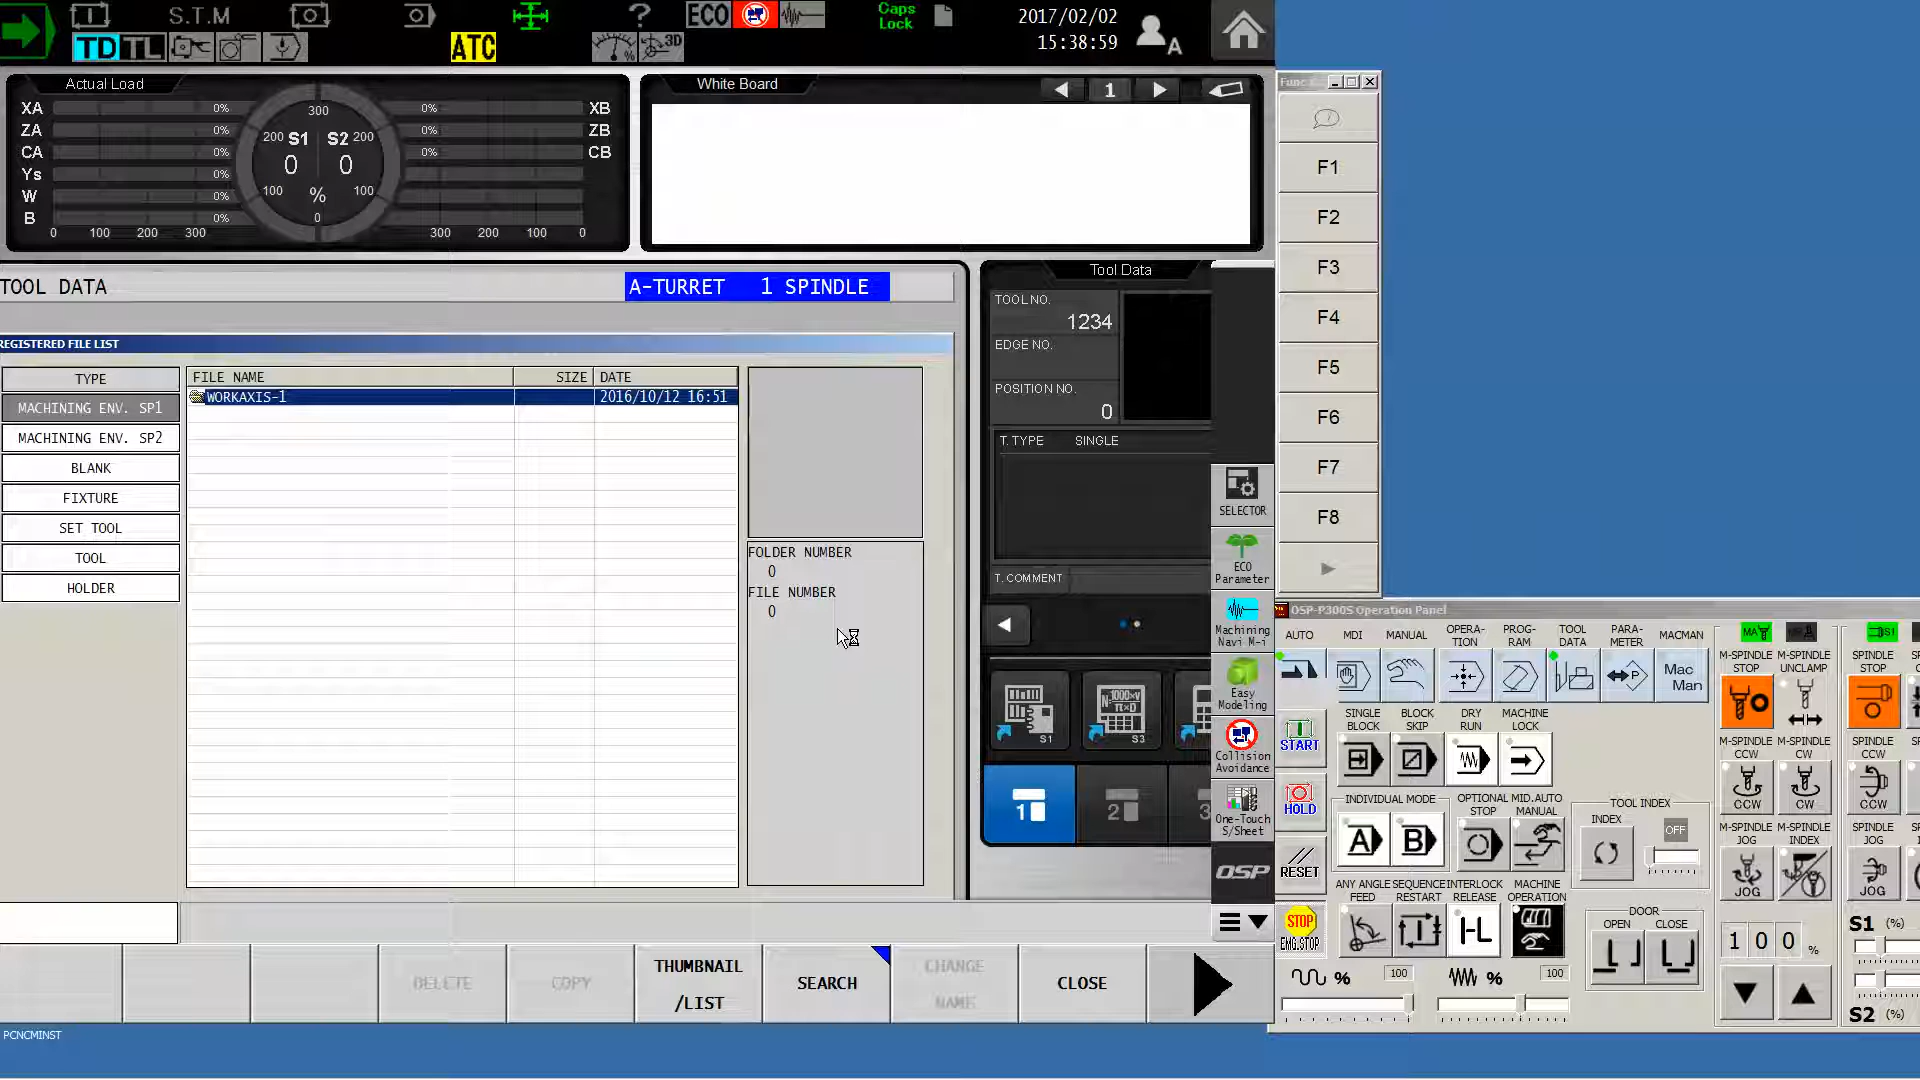 S.T.M
?
ECO
Caps
Lock
2017/02/02
15:38:59
A
TD TL
ATC
%
3D
Actual Load
White Board
1
XA 0% 0% XB
ZA 0% 0% ZB
CA 0% 0% CB
Ys 0%
W 0%
B 0%
0 100 200 300
300 200 100 0
300
200 S1 S2 200
0 0
100 % 100
0
TOOL DATA
A-TURRET 1 SPINDLE
REGISTERED FILE LIST
TYPE
MACHINING ENV. SP1
MACHINING ENV. SP2
BLANK
FIXTURE
SET TOOL
TOOL
HOLDER
FILE NAME SIZE DATE
WORKAXIS-1 2016/10/12 16:51
FOLDER NUMBER
0
FILE NUMBER
0
DELETE
COPY
THUMBNAIL
/LIST
SEARCH
CHANGE
NAME
CLOSE
PCNCMINST
Tool Data
TOOL NO.
1234
EDGE NO.
POSITION NO.
0
T. TYPE SINGLE
T. COMMENT
S1
N:1000×V
π×D
S3
1
2
3
SELECTOR
ECO
Parameter
Machining
Navi M-i
Easy
Modeling
Collision
Avoidance
One-Touch
S/Sheet
OSP
F1
F2
F3
F4
F5
F6
F7
F8
OSP-P300S Operation Panel
AUTO
MDI
MANUAL
OPERA-
TION
PROG-
RAM
TOOL
DATA
PARA-
METER
MACMAN
P
Mac
Man
START
HOLD
RESET
STOP
EMG.STOP
SINGLE
BLOCK
BLOCK
SKIP
DRY
RUN
MACHINE
LOCK
INDIVIDUAL MODE
A
B
OPTIONAL
STOP
MID.AUTO
MANUAL
ANY ANGLE
FEED
SEQUENCE
RESTART
INTERLOCK
RELEASE
MACHINE
OPERATION
% 100
% 100
TOOL INDEX
INDEX
OFF
DOOR
OPEN CLOSE
MA
M-SPINDLE
STOP
M-SPINDLE
UNCLAMP
M-SPINDLE
CCW
M-SPINDLE
CW
CCW
CW
M-SPINDLE
JOG
M-SPINDLE
INDEX
JOG
1 0 0 %
S1
SPINDLE
STOP
SPINDLE
CCW
CCW
SPINDLE
JOG
JOG
S1 (%)
S2 (%)